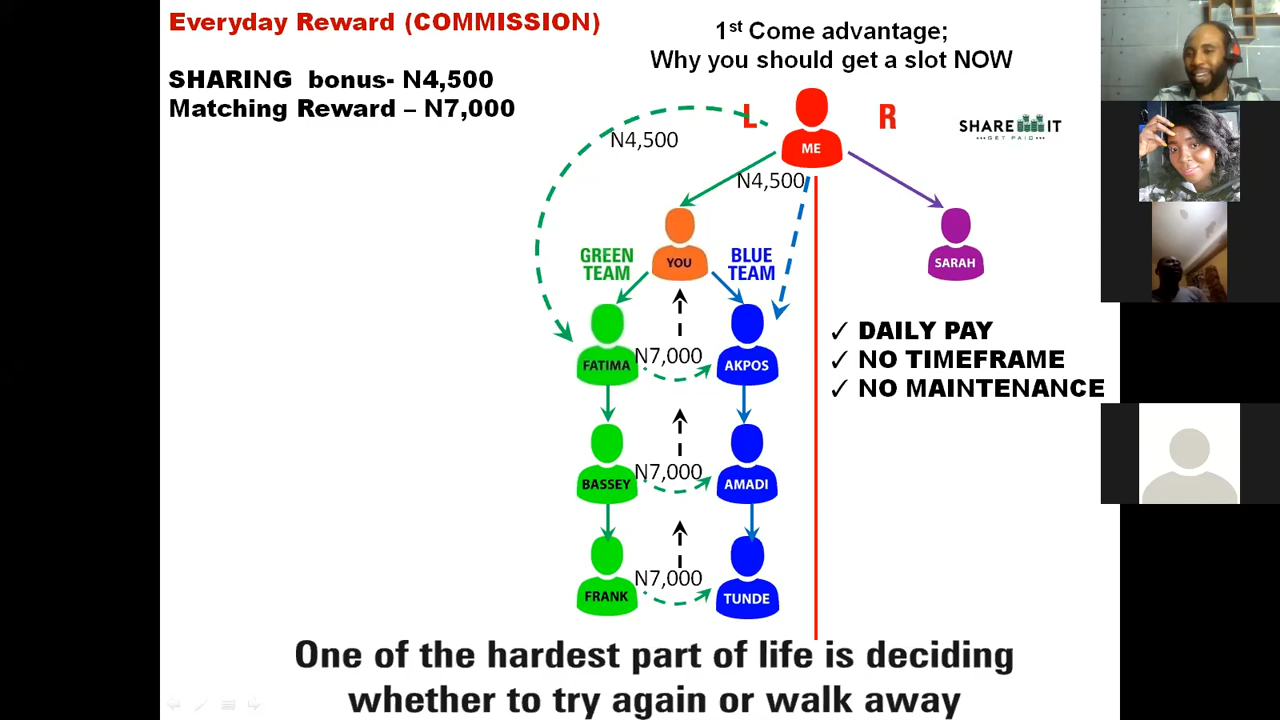 Everyday Reward (COMMISSION)
SHARING bonus- N4,500
Matching Reward – N7,000
1st Come advantage;
Why you should get a slot NOW
L
R
SHARE IT
GET PAID
N4,500
ME
N4,500
YOU
SARAH
GREEN
TEAM
BLUE
TEAM
FATIMA
N7,000
AKPOS
✓ DAILY PAY
✓ NO TIMEFRAME
✓ NO MAINTENANCE
BASSEY
N7,000
AMADI
FRANK
N7,000
TUNDE
One of the hardest part of life is deciding
whether to try again or walk away